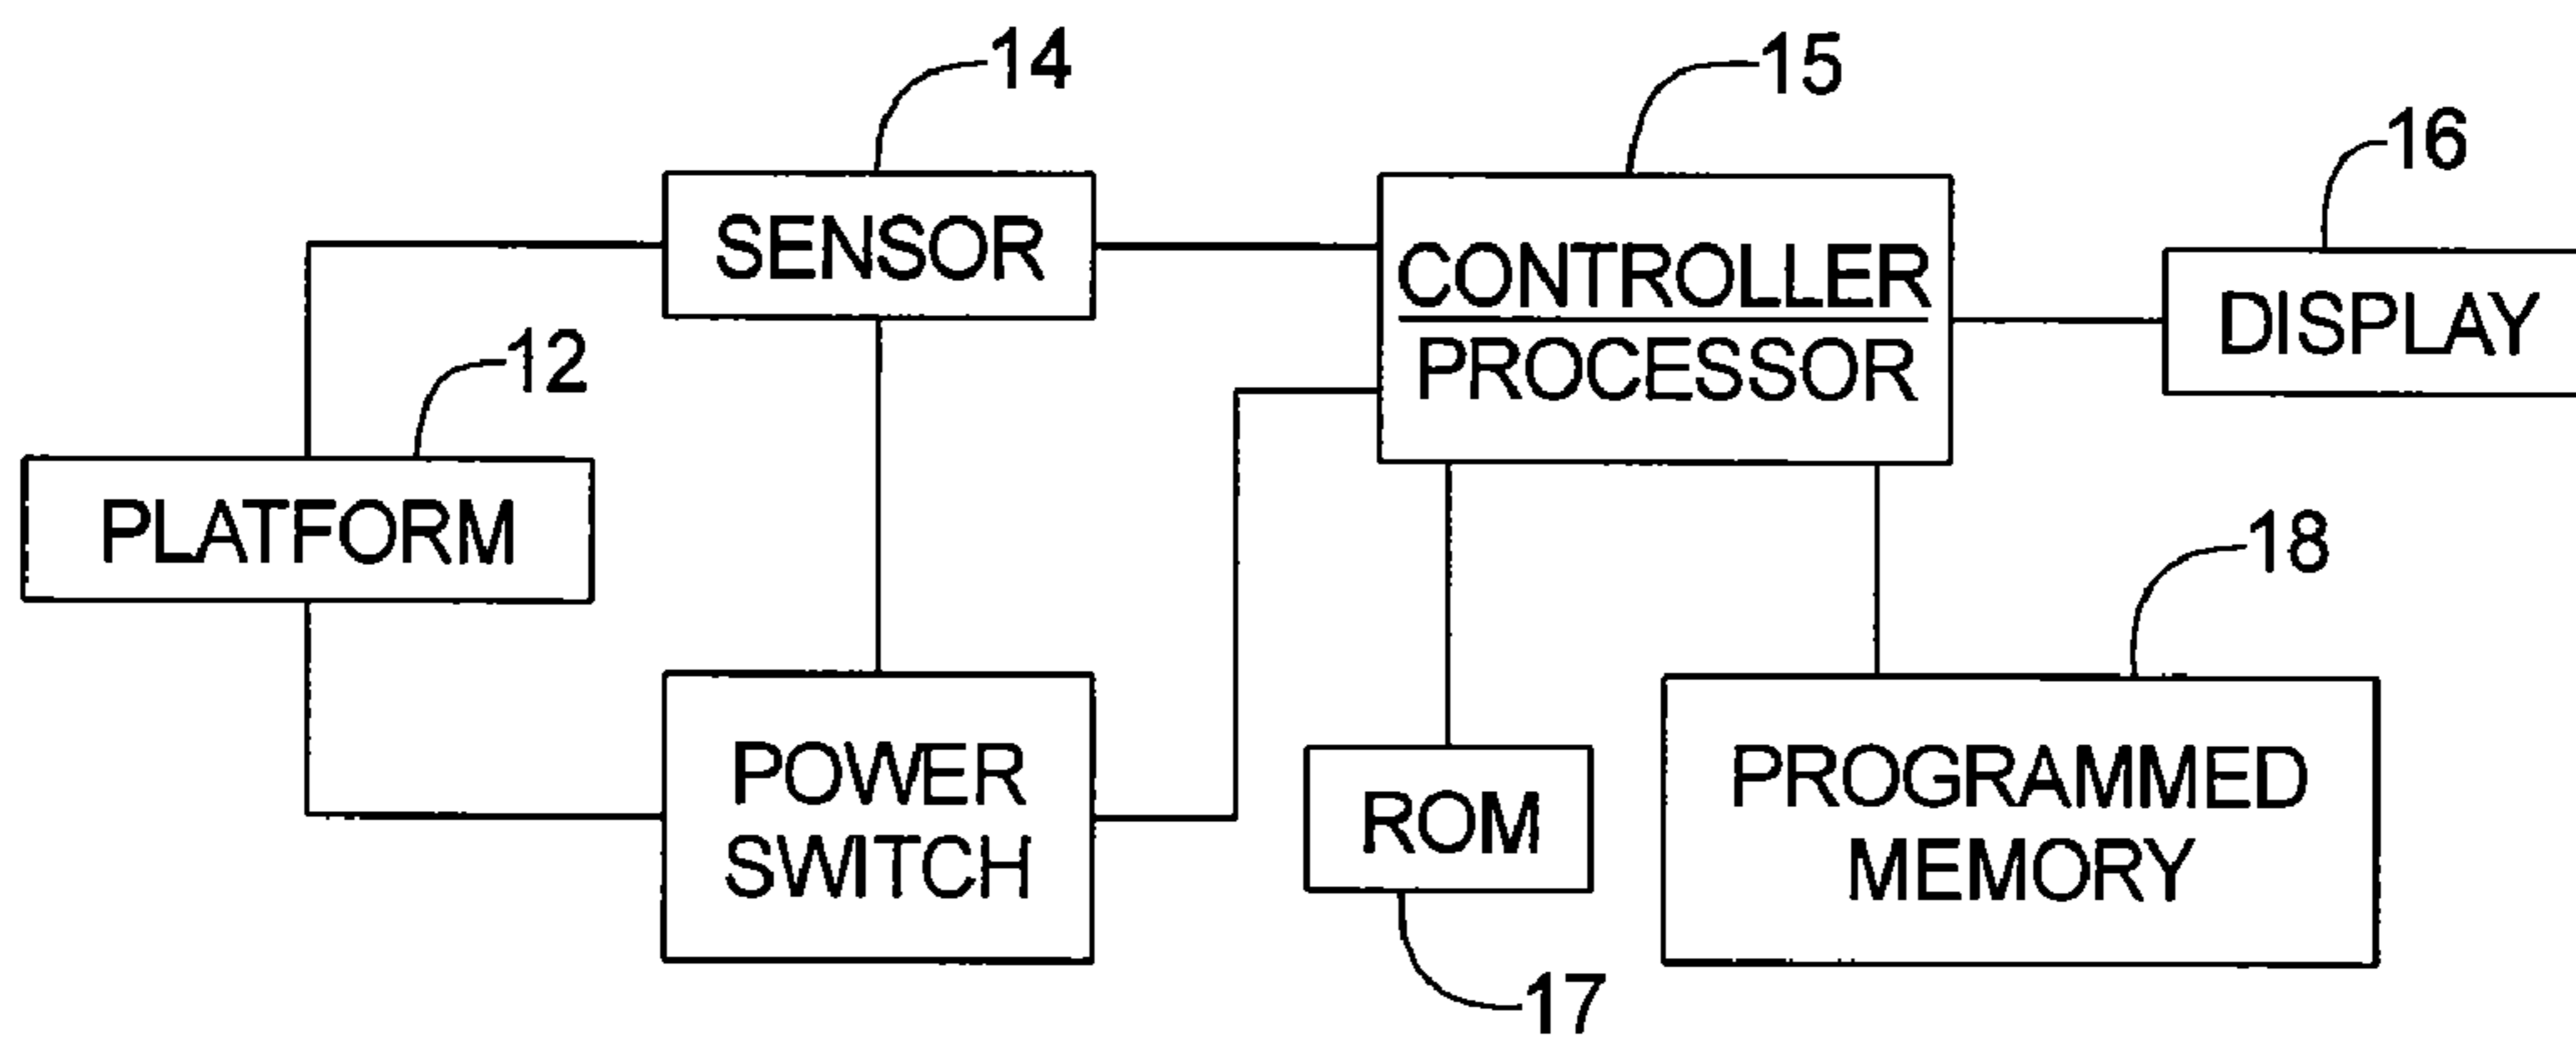 14
15
16
SENSOR
CONTROLLER
PROCESSOR
DISPLAY
12
PLATFORM
18
POWER
SWITCH
ROM
PROGRAMMED
MEMORY
17